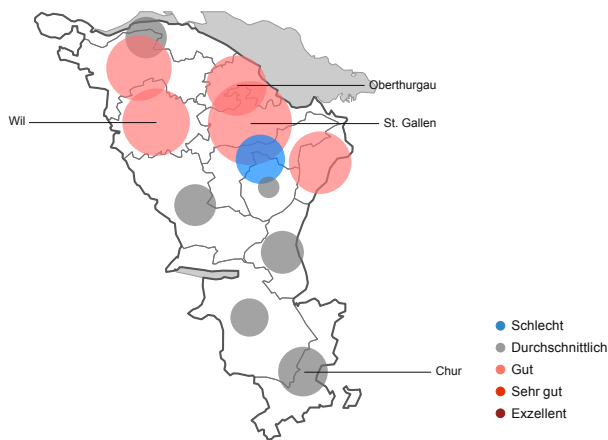 Oberthurgau
Wil
St. Gallen
Schlecht
Durchschnittlich
Gut
Chur
Sehr gut
Exzellent